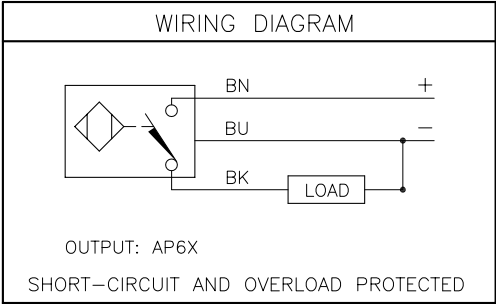 WIRING DIAGRAM
BN +
BU −
BK LOAD
OUTPUT: AP6X
SHORT−CIRCUIT AND OVERLOAD PROTECTED